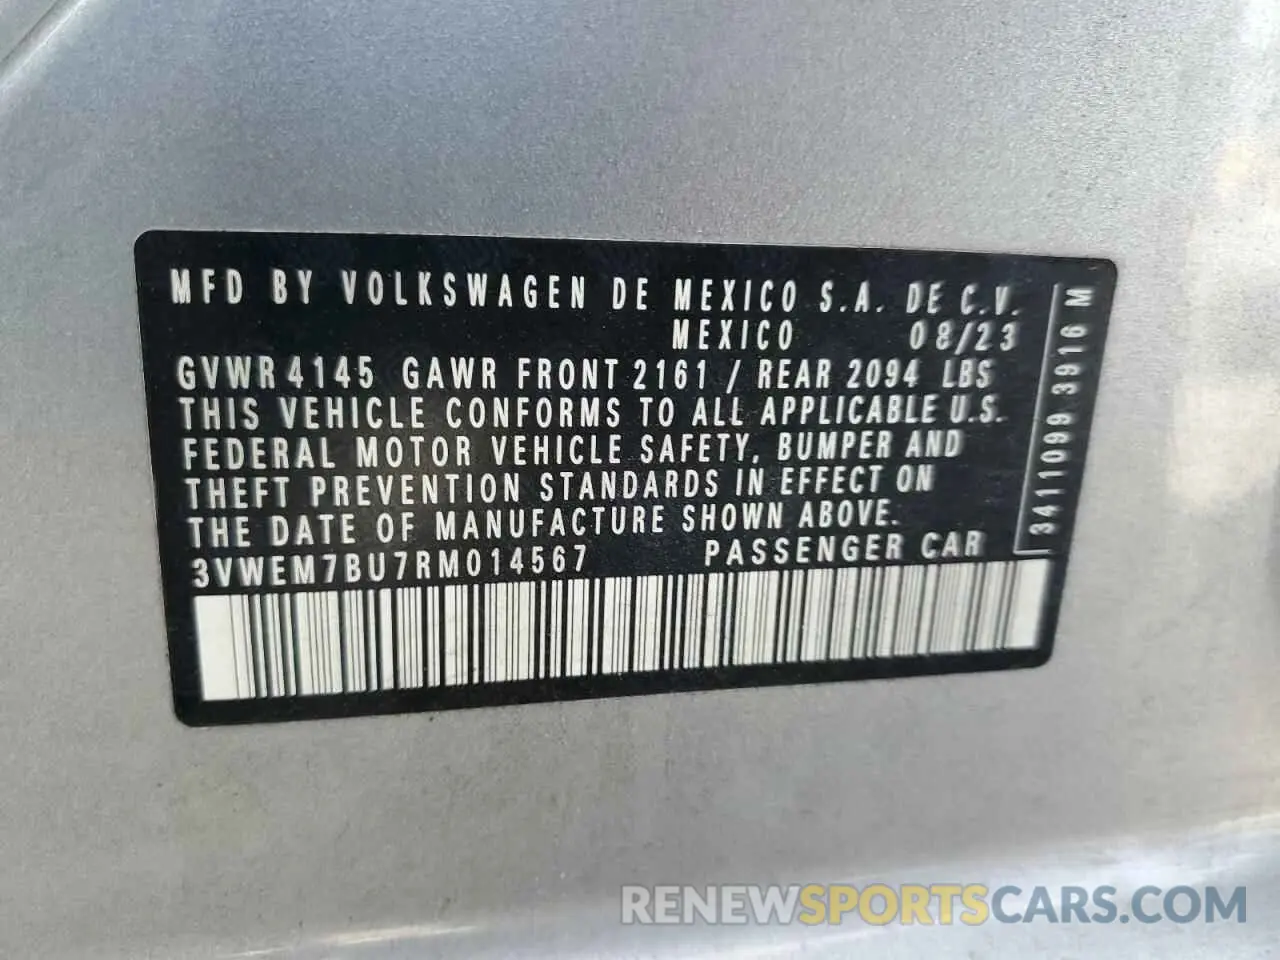 MFD BY VOLKSWAGEN DE MEXICO S.A. DE C.V.
MEXICO 08/23
GVWR 4145 GAWR FRONT 2161 / REAR 2094 LBS
THIS VEHICLE CONFORMS TO ALL APPLICABLE U.S.
FEDERAL MOTOR VEHICLE SAFETY, BUMPER AND
THEFT PREVENTION STANDARDS IN EFFECT ON
THE DATE OF MANUFACTURE SHOWN ABOVE.
3VWEM7BU7RM014567 PASSENGER CAR
3411099 3916 M
RENEWSPORTSCARS.COM